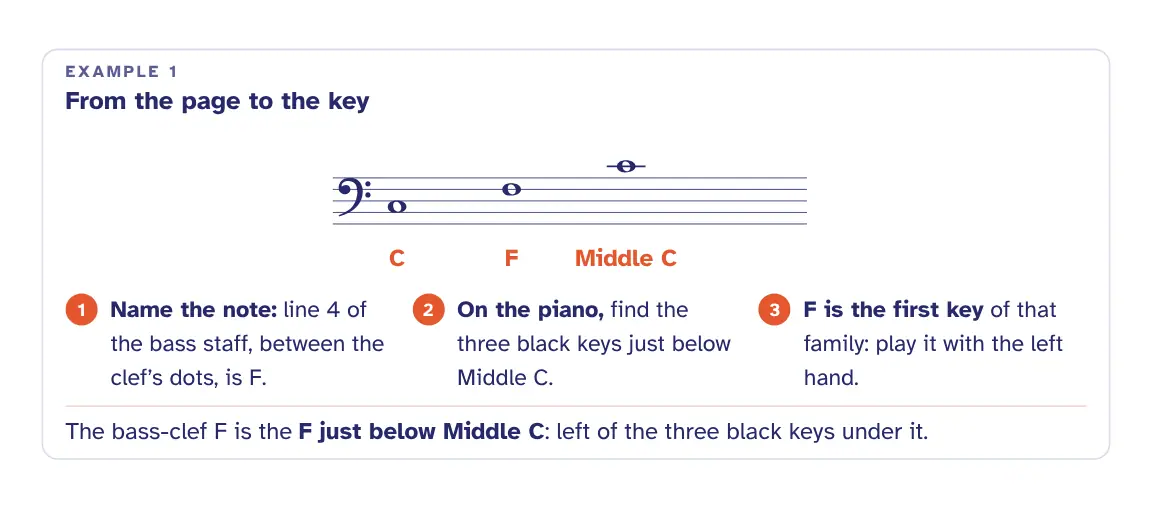 EXAMPLE 1
From the page to the key
C F Middle C
1 Name the note: line 4 of
the bass staff, between the
clef’s dots, is F.
2 On the piano, find the
three black keys just below
Middle C.
3 F is the first key of that
family: play it with the left
hand.
The bass-clef F is the F just below Middle C: left of the three black keys under it.